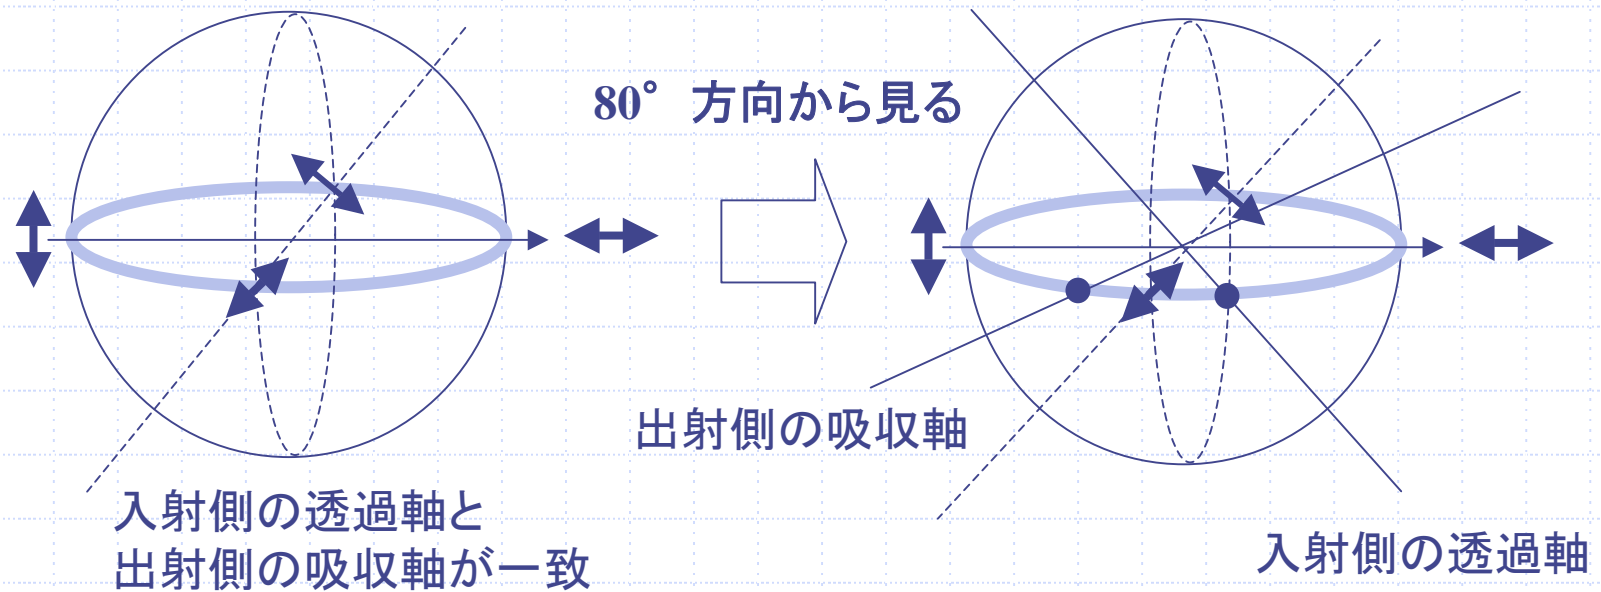 80° 方向から見る
出射側の吸収軸
入射側の透過軸と
出射側の吸収軸が一致
入射側の透過軸